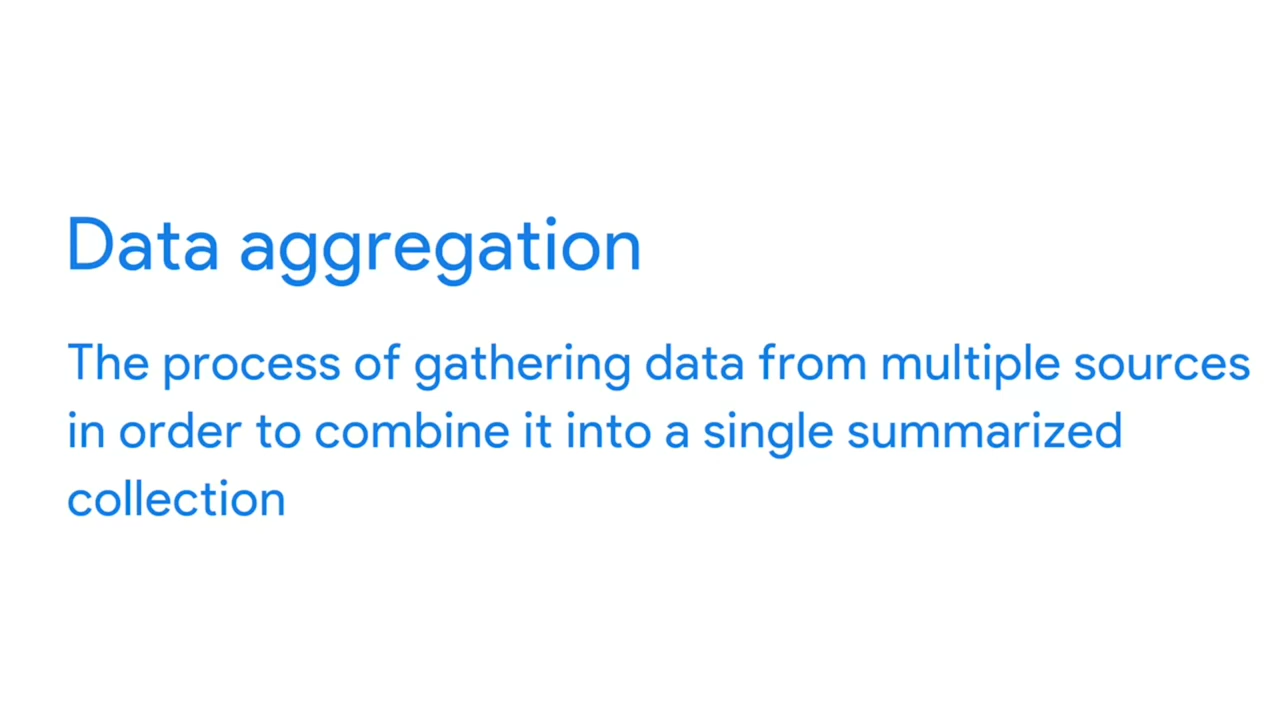 Data aggregation
The process of gathering data from multiple sources
in order to combine it into a single summarized
collection